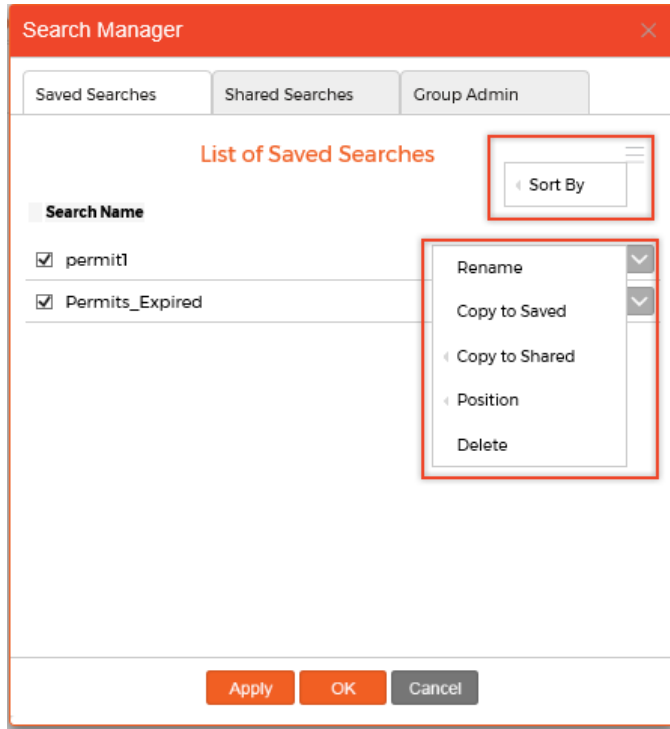 Search Manager
Saved Searches Shared Searches Group Admin
List of Saved Searches
Sort By
Search Name
permit1
Rename
Permits_Expired
Copy to Saved
Copy to Shared
Position
Delete
Apply OK Cancel